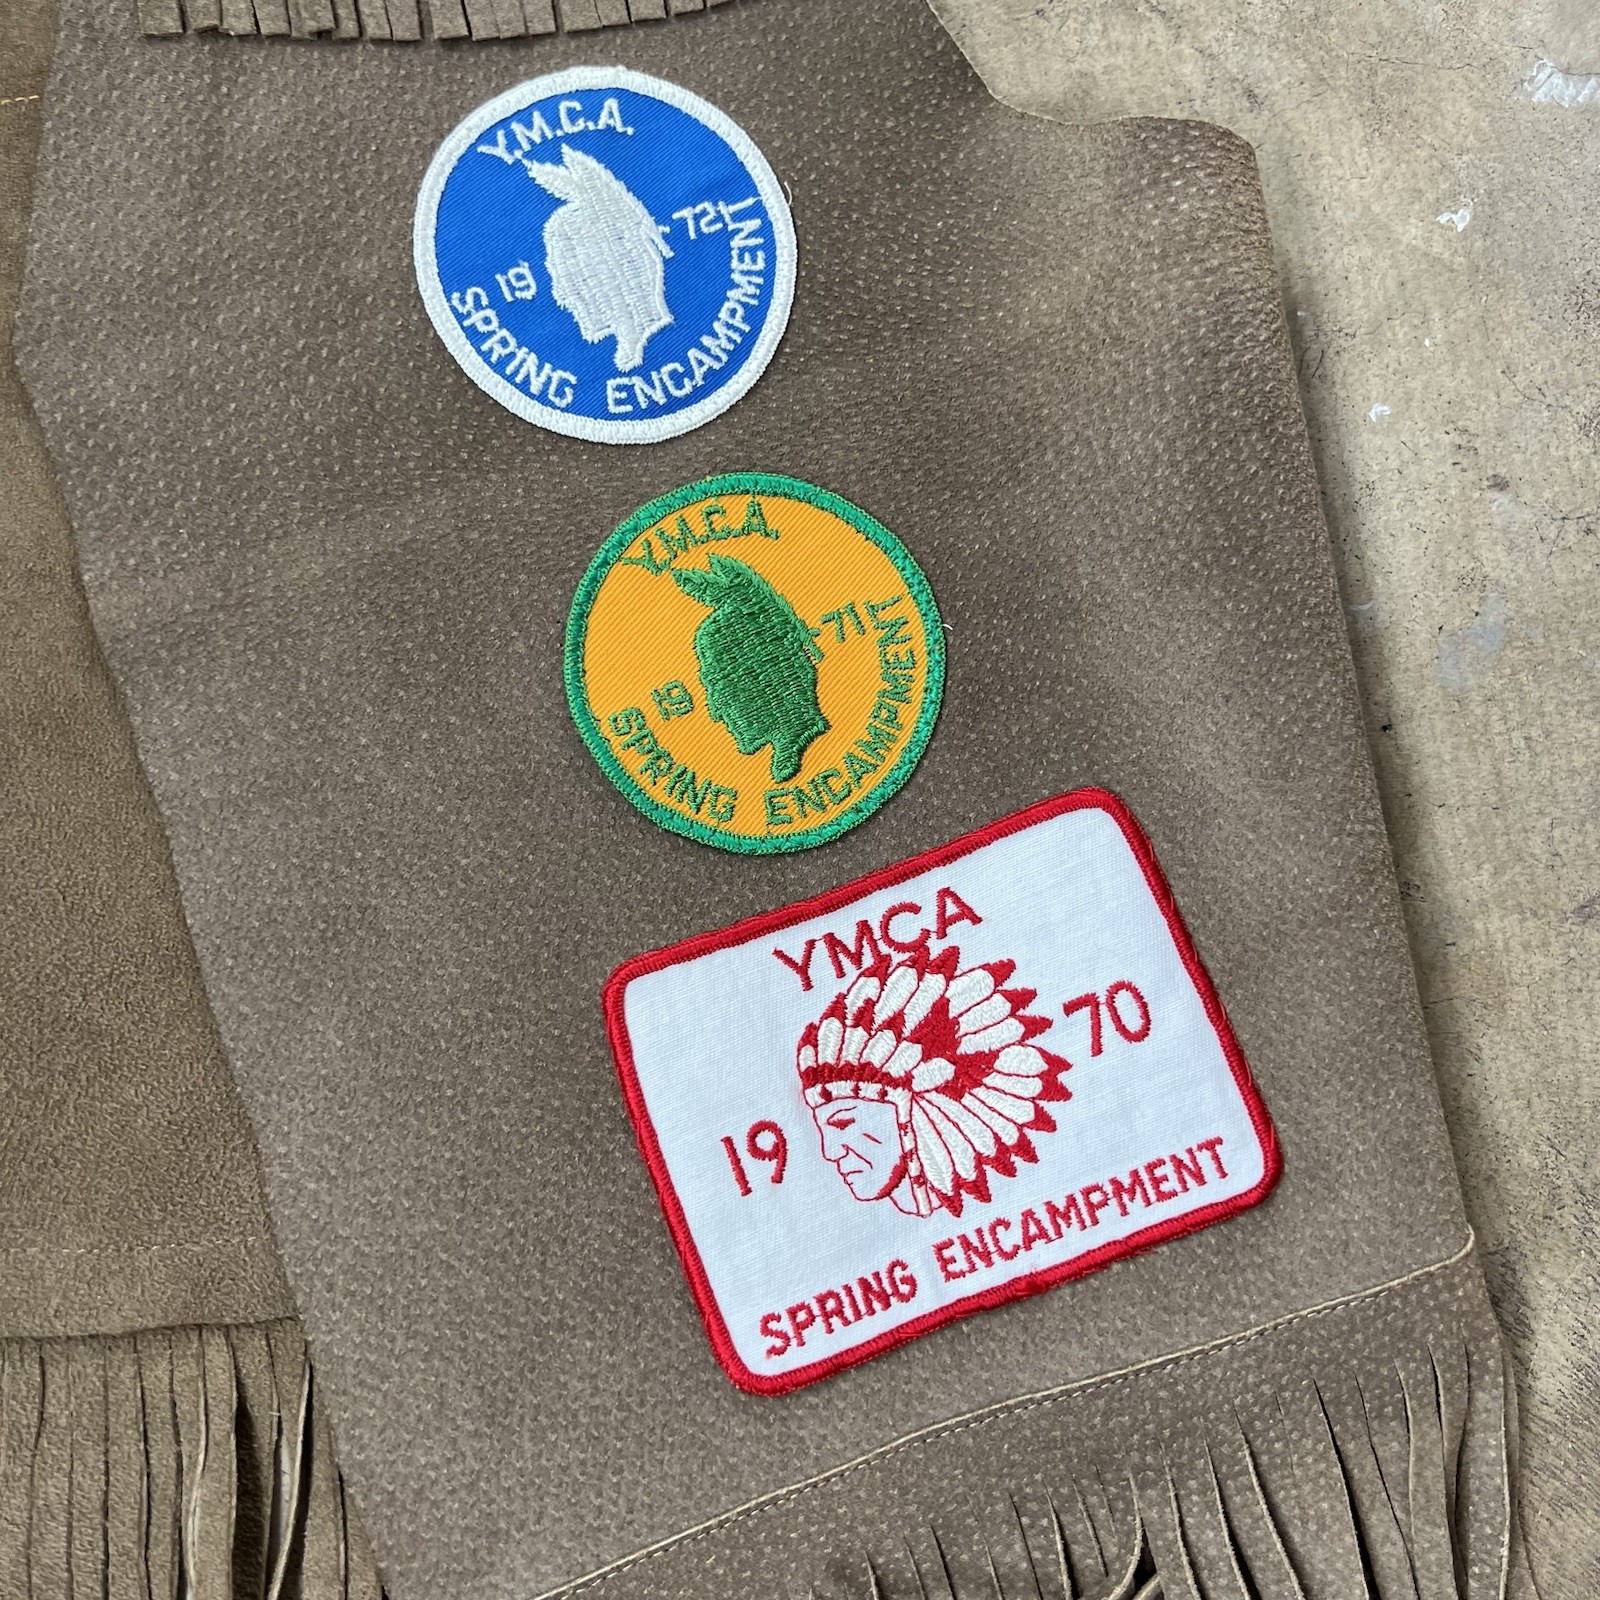 Y.M.C.A.
19 72
SPRING ENCAMPMENT
Y.M.C.A.
19 71
SPRING ENCAMPMENT
YMCA
19 70
SPRING ENCAMPMENT